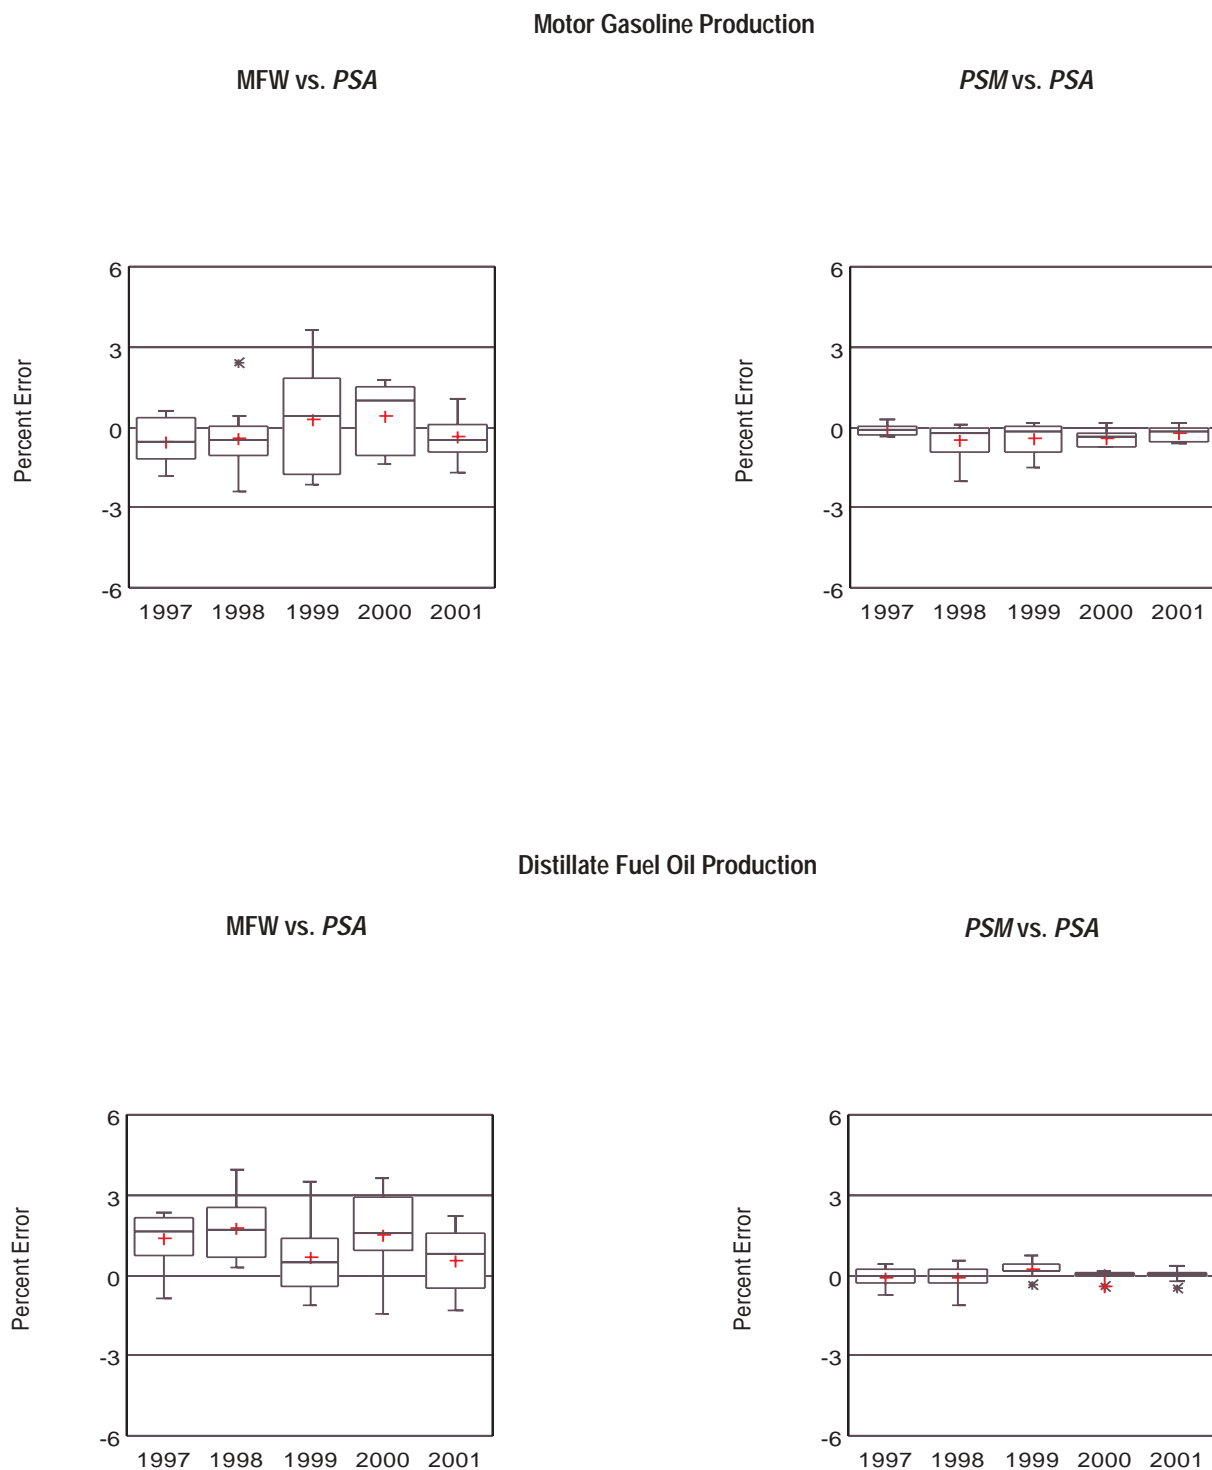 Motor Gasoline Production
MFW vs. PSA
PSM vs. PSA
Percent Error
6
3
0
-3
-6
1997 1998 1999 2000 2001
Percent Error
6
3
0
-3
-6
1997 1998 1999 2000 2001
Distillate Fuel Oil Production
MFW vs. PSA
PSM vs. PSA
Percent Error
6
3
0
-3
-6
1997 1998 1999 2000 2001
Percent Error
6
3
0
-3
-6
1997 1998 1999 2000 2001